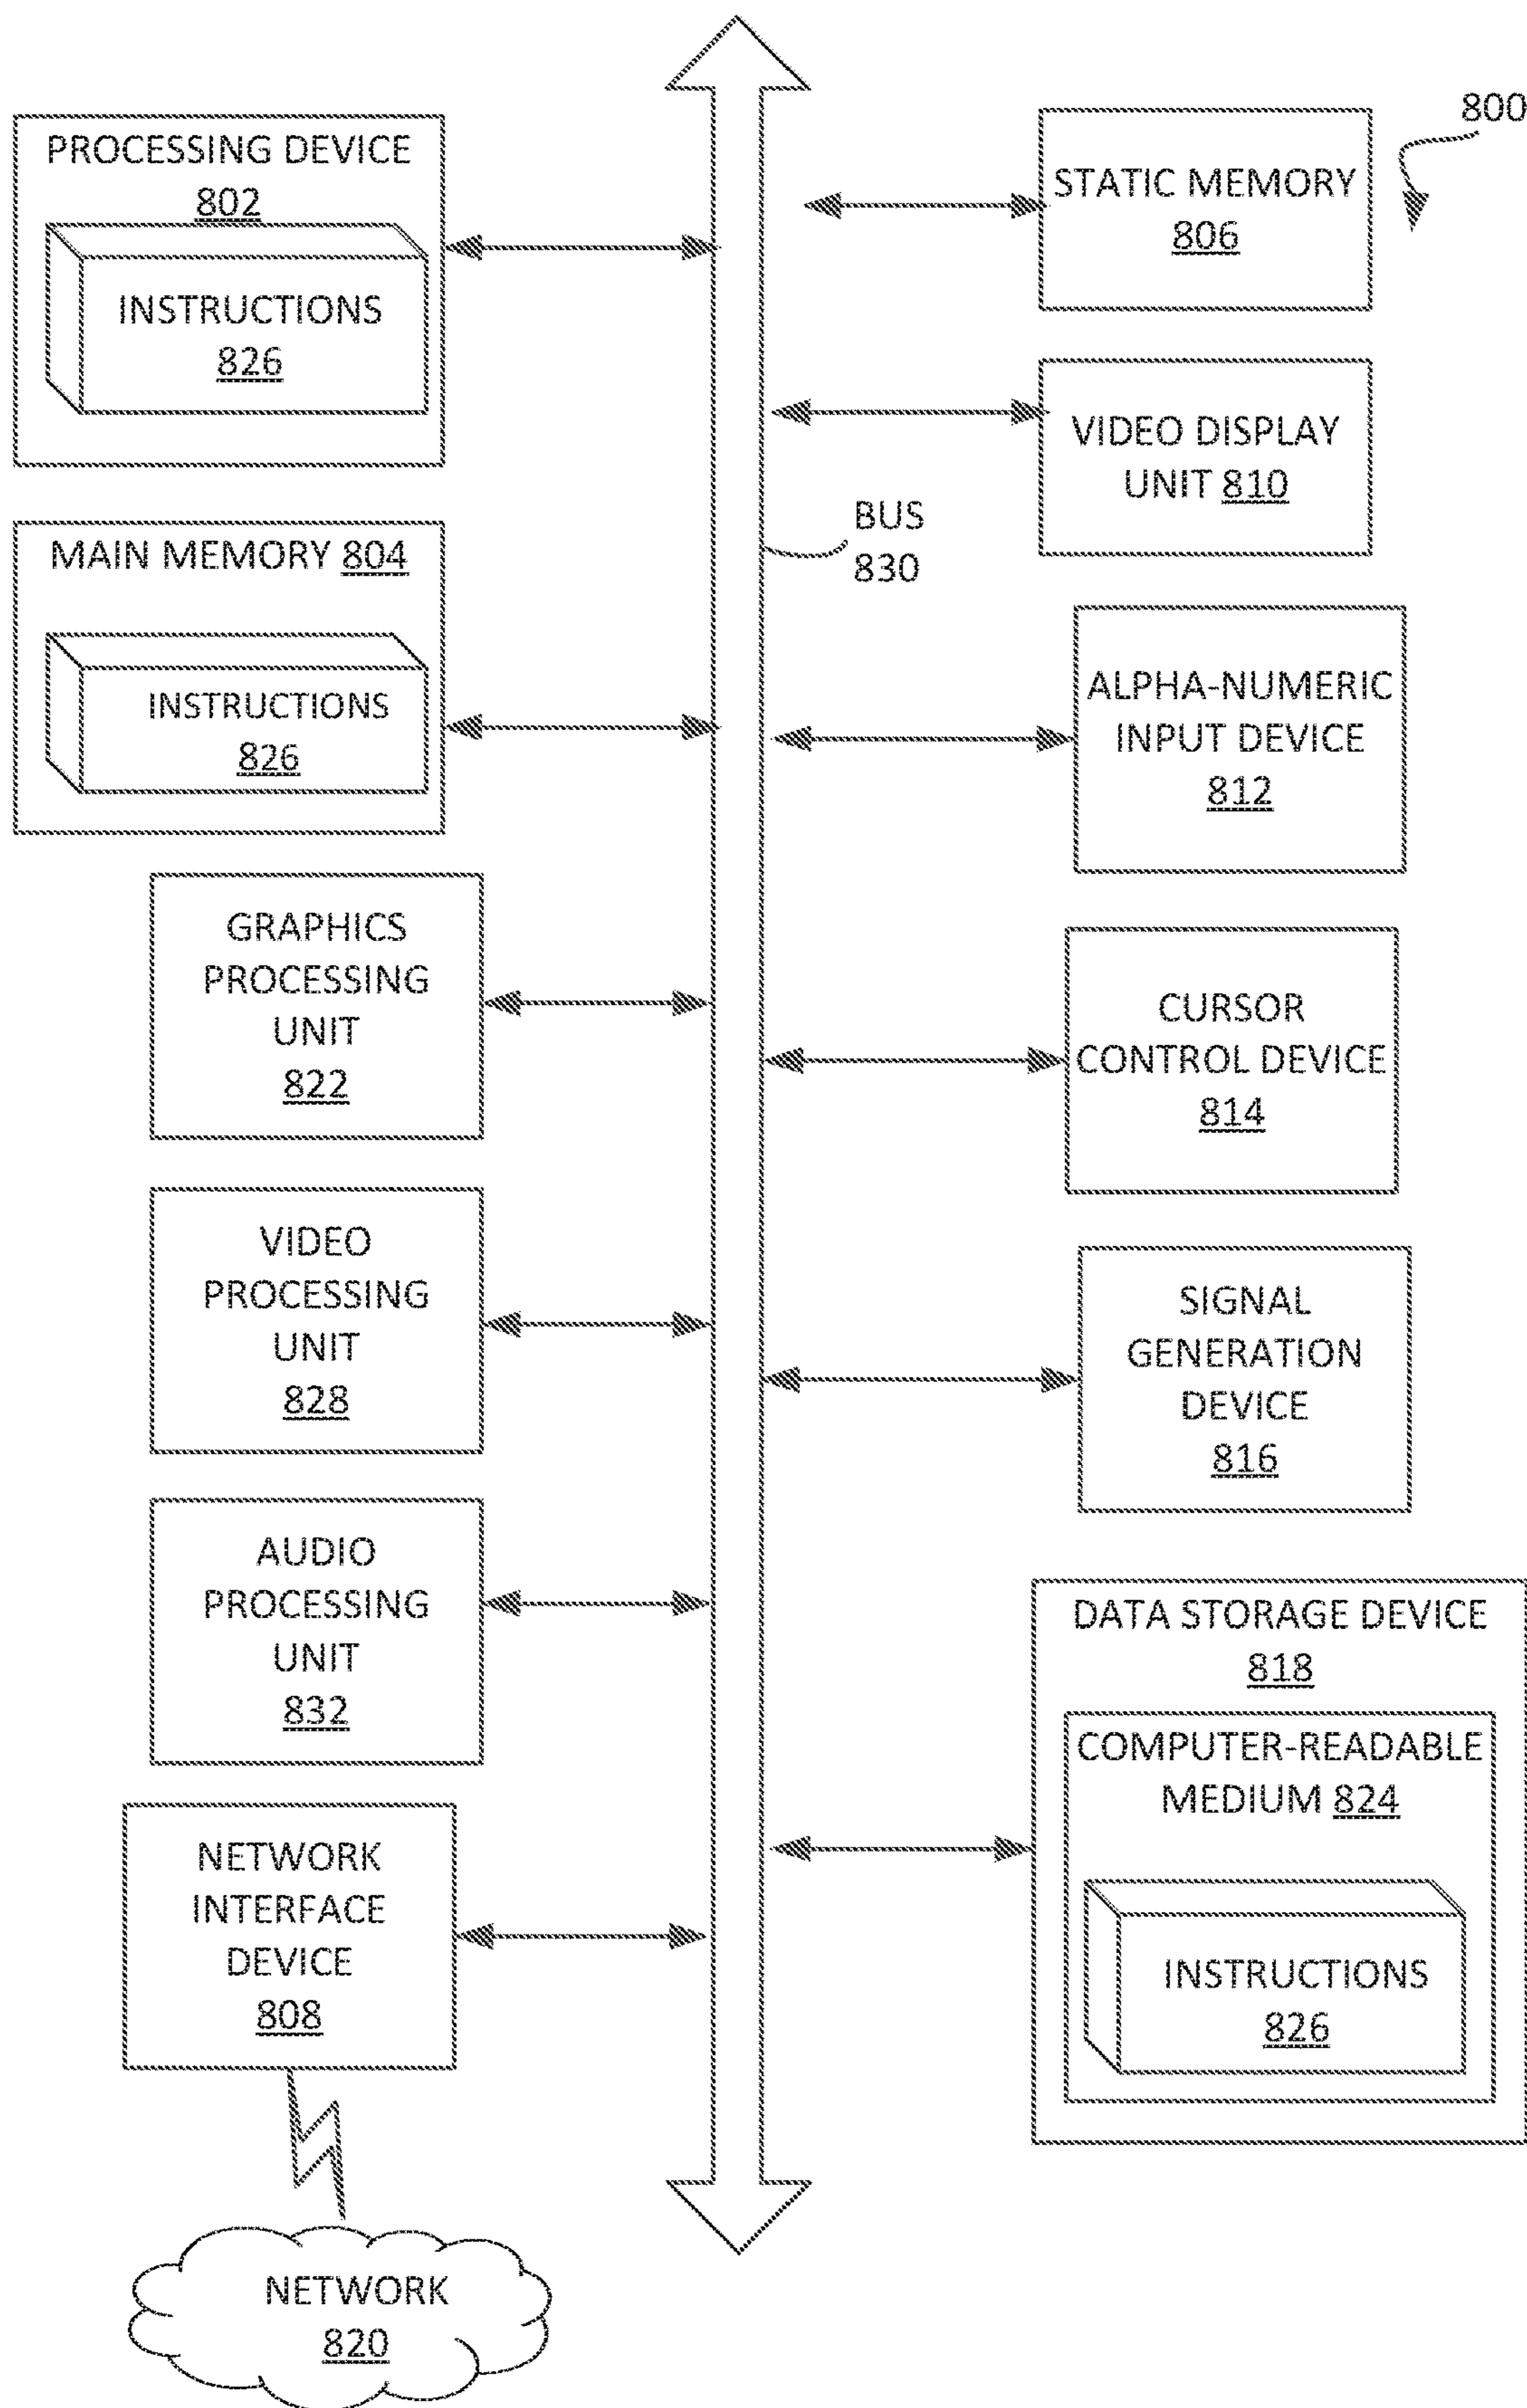 800
PROCESSING DEVICE
802
INSTRUCTIONS
826
MAIN MEMORY 804
INSTRUCTIONS
826
GRAPHICS
PROCESSING
UNIT
822
VIDEO
PROCESSING
UNIT
828
AUDIO
PROCESSING
UNIT
832
NETWORK
INTERFACE
DEVICE
808
NETWORK
820
BUS
830
STATIC MEMORY
806
VIDEO DISPLAY
UNIT 810
ALPHA-NUMERIC
INPUT DEVICE
812
CURSOR
CONTROL DEVICE
814
SIGNAL
GENERATION
DEVICE
816
DATA STORAGE DEVICE
818
COMPUTER-READABLE
MEDIUM 824
INSTRUCTIONS
826